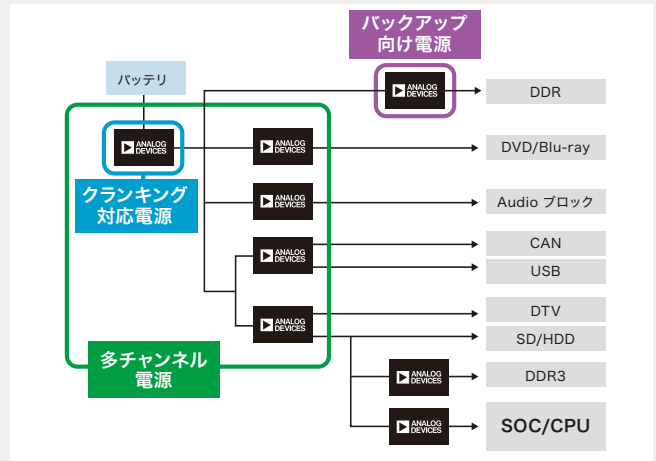 バックアップ
向け電源
バッテリ
ANALOG
DEVICES
DDR
ANALOG
DEVICES
ANALOG
DEVICES
DVD/Blu-ray
クランキング
対応電源
ANALOG
DEVICES
Audio ブロック
ANALOG
DEVICES
CAN
USB
ANALOG
DEVICES
DTV
SD/HDD
多チャンネル
電源
ANALOG
DEVICES
DDR3
ANALOG
DEVICES
SOC/CPU